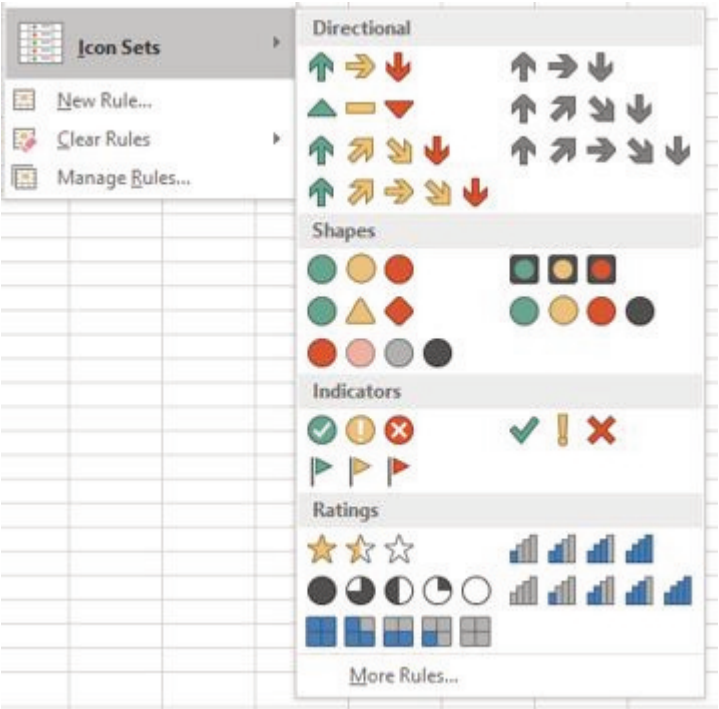 Icon Sets
New Rule...
Clear Rules
Manage Rules...
Directional
Shapes
Indicators
Ratings
More Rules...